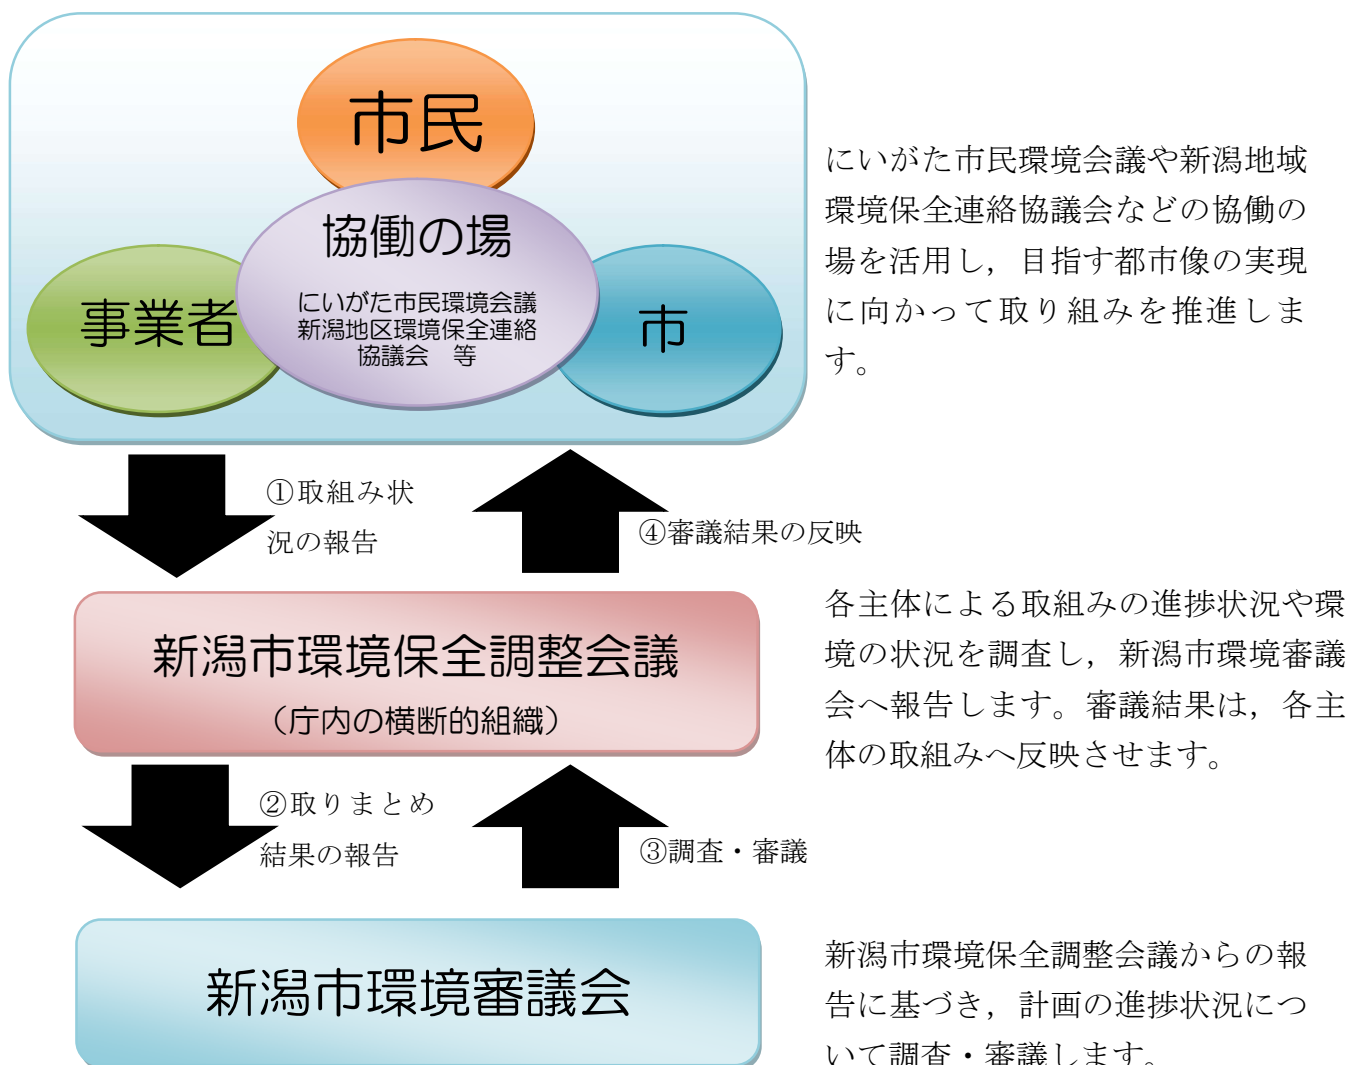 市民
協働の場
にいがた市民環境会議
新潟地区環境保全連絡
協議会　等
事業者
市
にいがた市民環境会議や新潟地域
環境保全連絡協議会などの協働の
場を活用し，目指す都市像の実現
に向かって取り組みを推進しま
す。
①取組み状
況の報告
④審議結果の反映
新潟市環境保全調整会議
（庁内の横断的組織）
各主体による取組みの進捗状況や環
境の状況を調査し，新潟市環境審議
会へ報告します。審議結果は，各主
体の取組みへ反映させます。
②取りまとめ
結果の報告
③調査・審議
新潟市環境審議会
新潟市環境保全調整会議からの報
告に基づき，計画の進捗状況につ
いて調査・審議します。